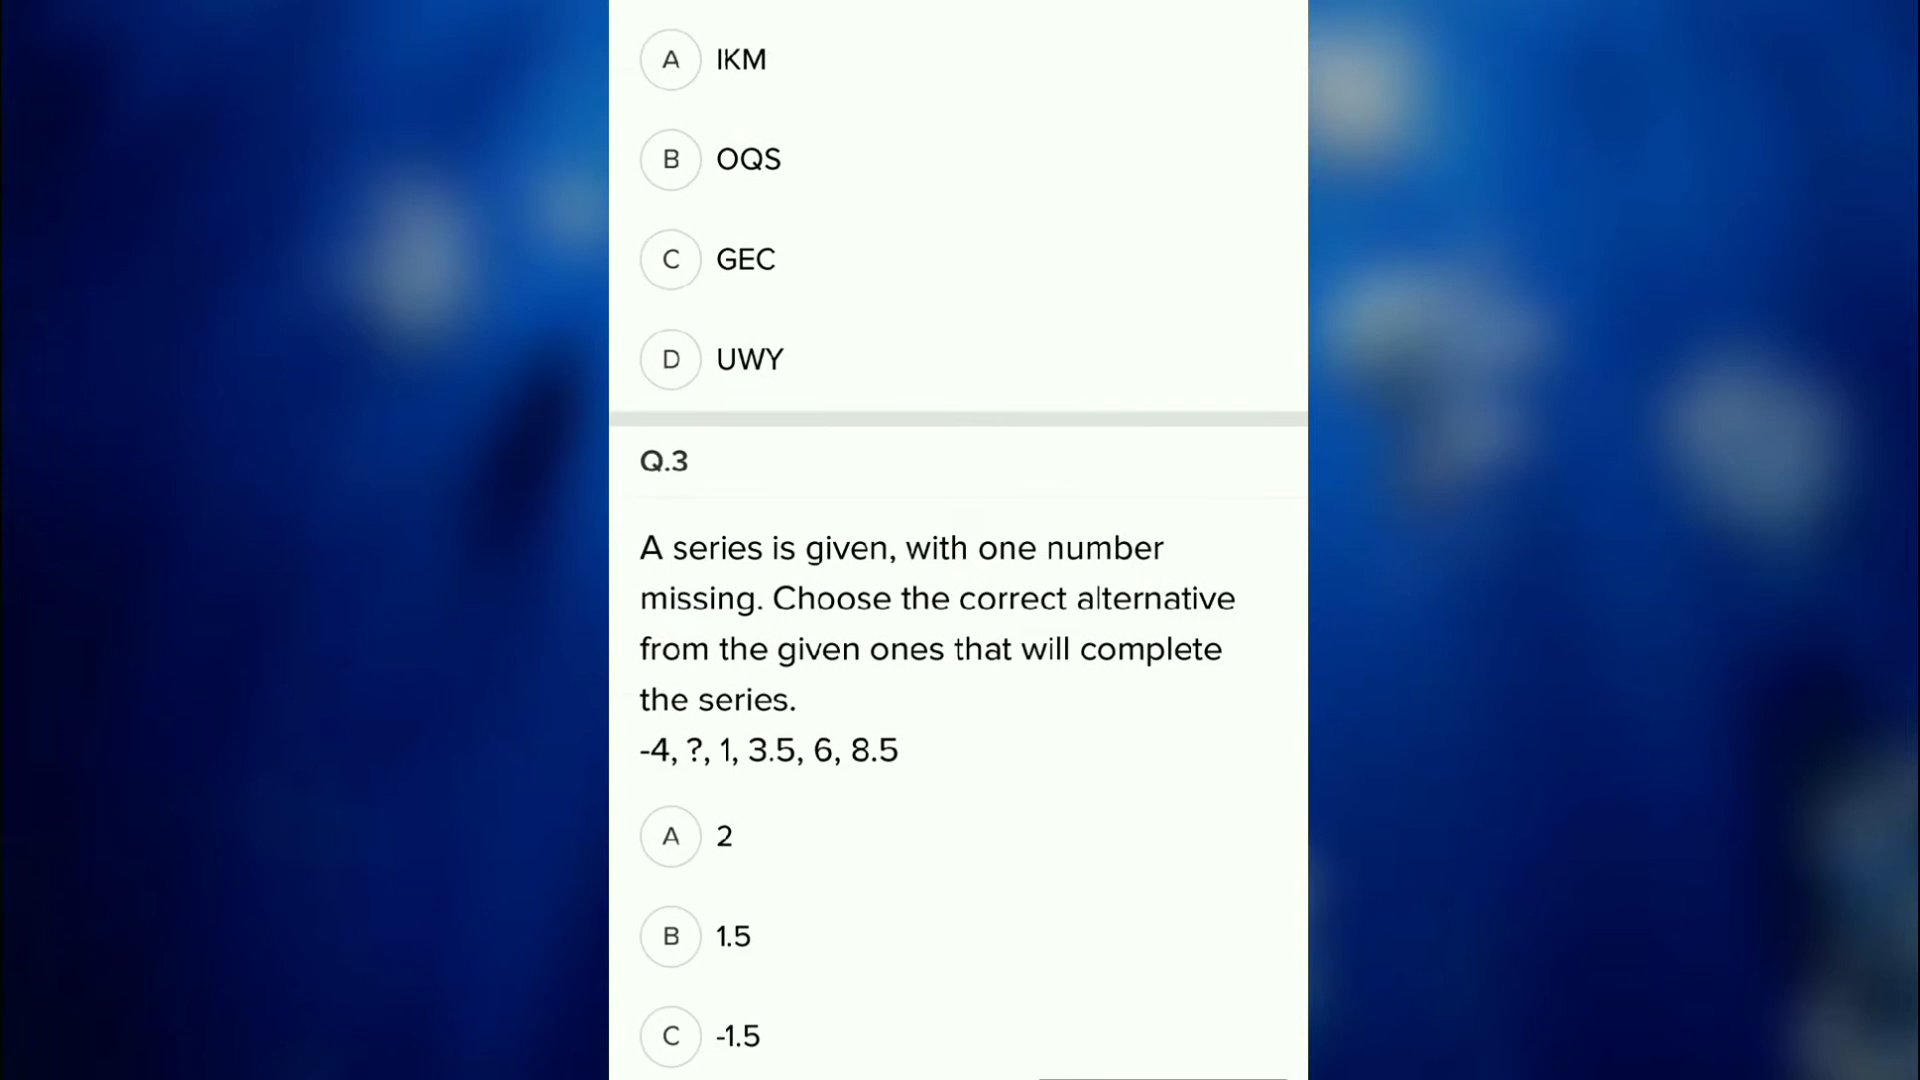 A IKM
B OQS
C GEC
D UWY
Q.3
A series is given, with one number
missing. Choose the correct alternative
from the given ones that will complete
the series.
-4, ?, 1, 3.5, 6, 8.5
A 2
B 1.5
C -1.5